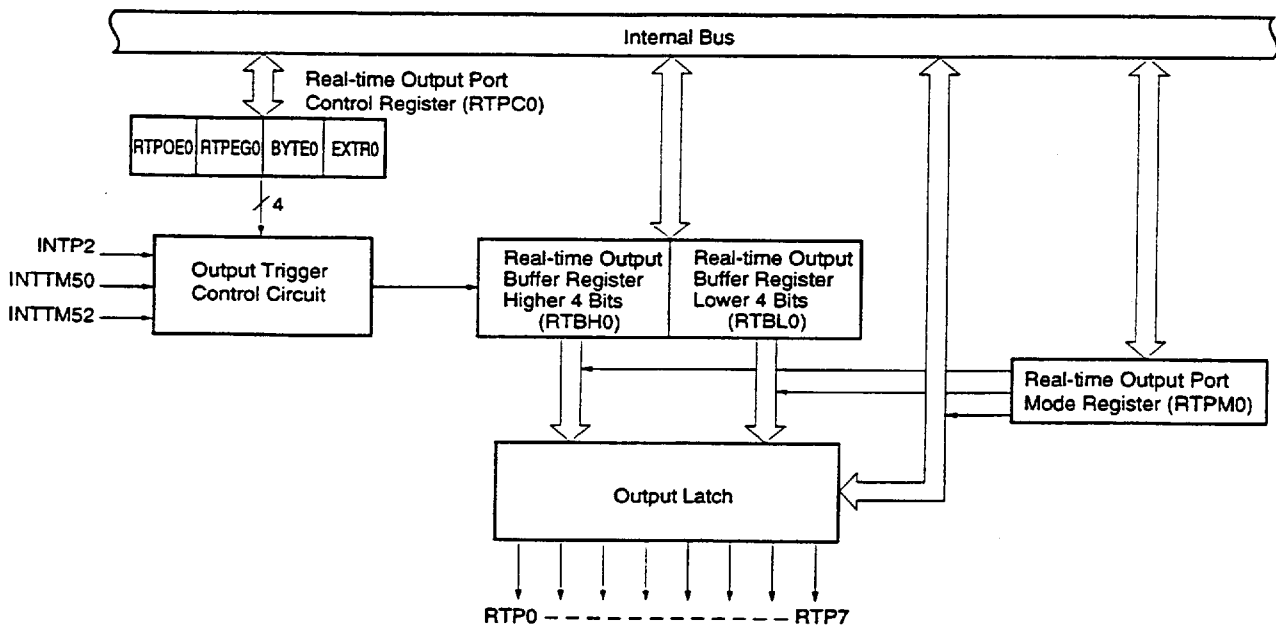 Internal Bus
Real-time Output Port
Control Register (RTPC0)
RTPOE0 RTPEG0 BYTE0 EXTR0
4
INTP2
INTTM50
INTTM52
Output Trigger
Control Circuit
Real-time Output
Buffer Register
Higher 4 Bits
(RTBH0)
Real-time Output
Buffer Register
Lower 4 Bits
(RTBL0)
Real-time Output Port
Mode Register (RTPM0)
Output Latch
RTP0 RTP7